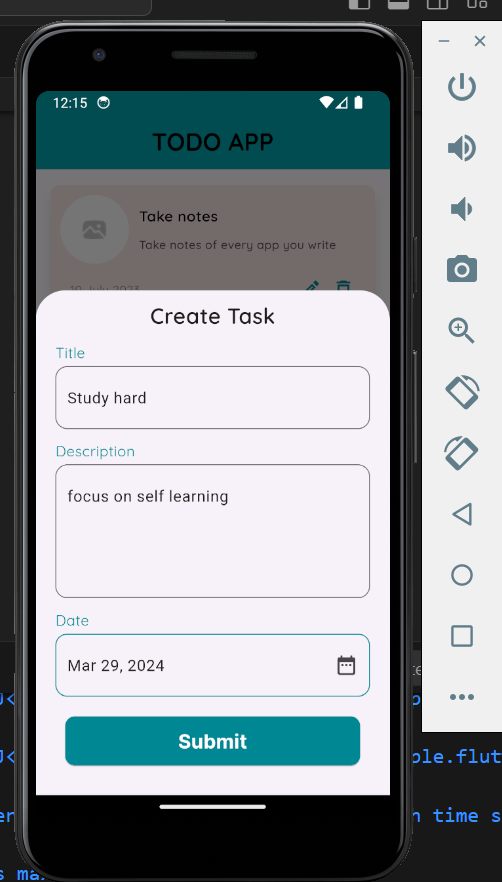 12:15
TODO APP
Take notes
Take notes of every app you write
10 July 2023
Create Task
Title
Study hard
Description
focus on self learning
Date
Mar 29, 2024
Submit
ple.flut
time s